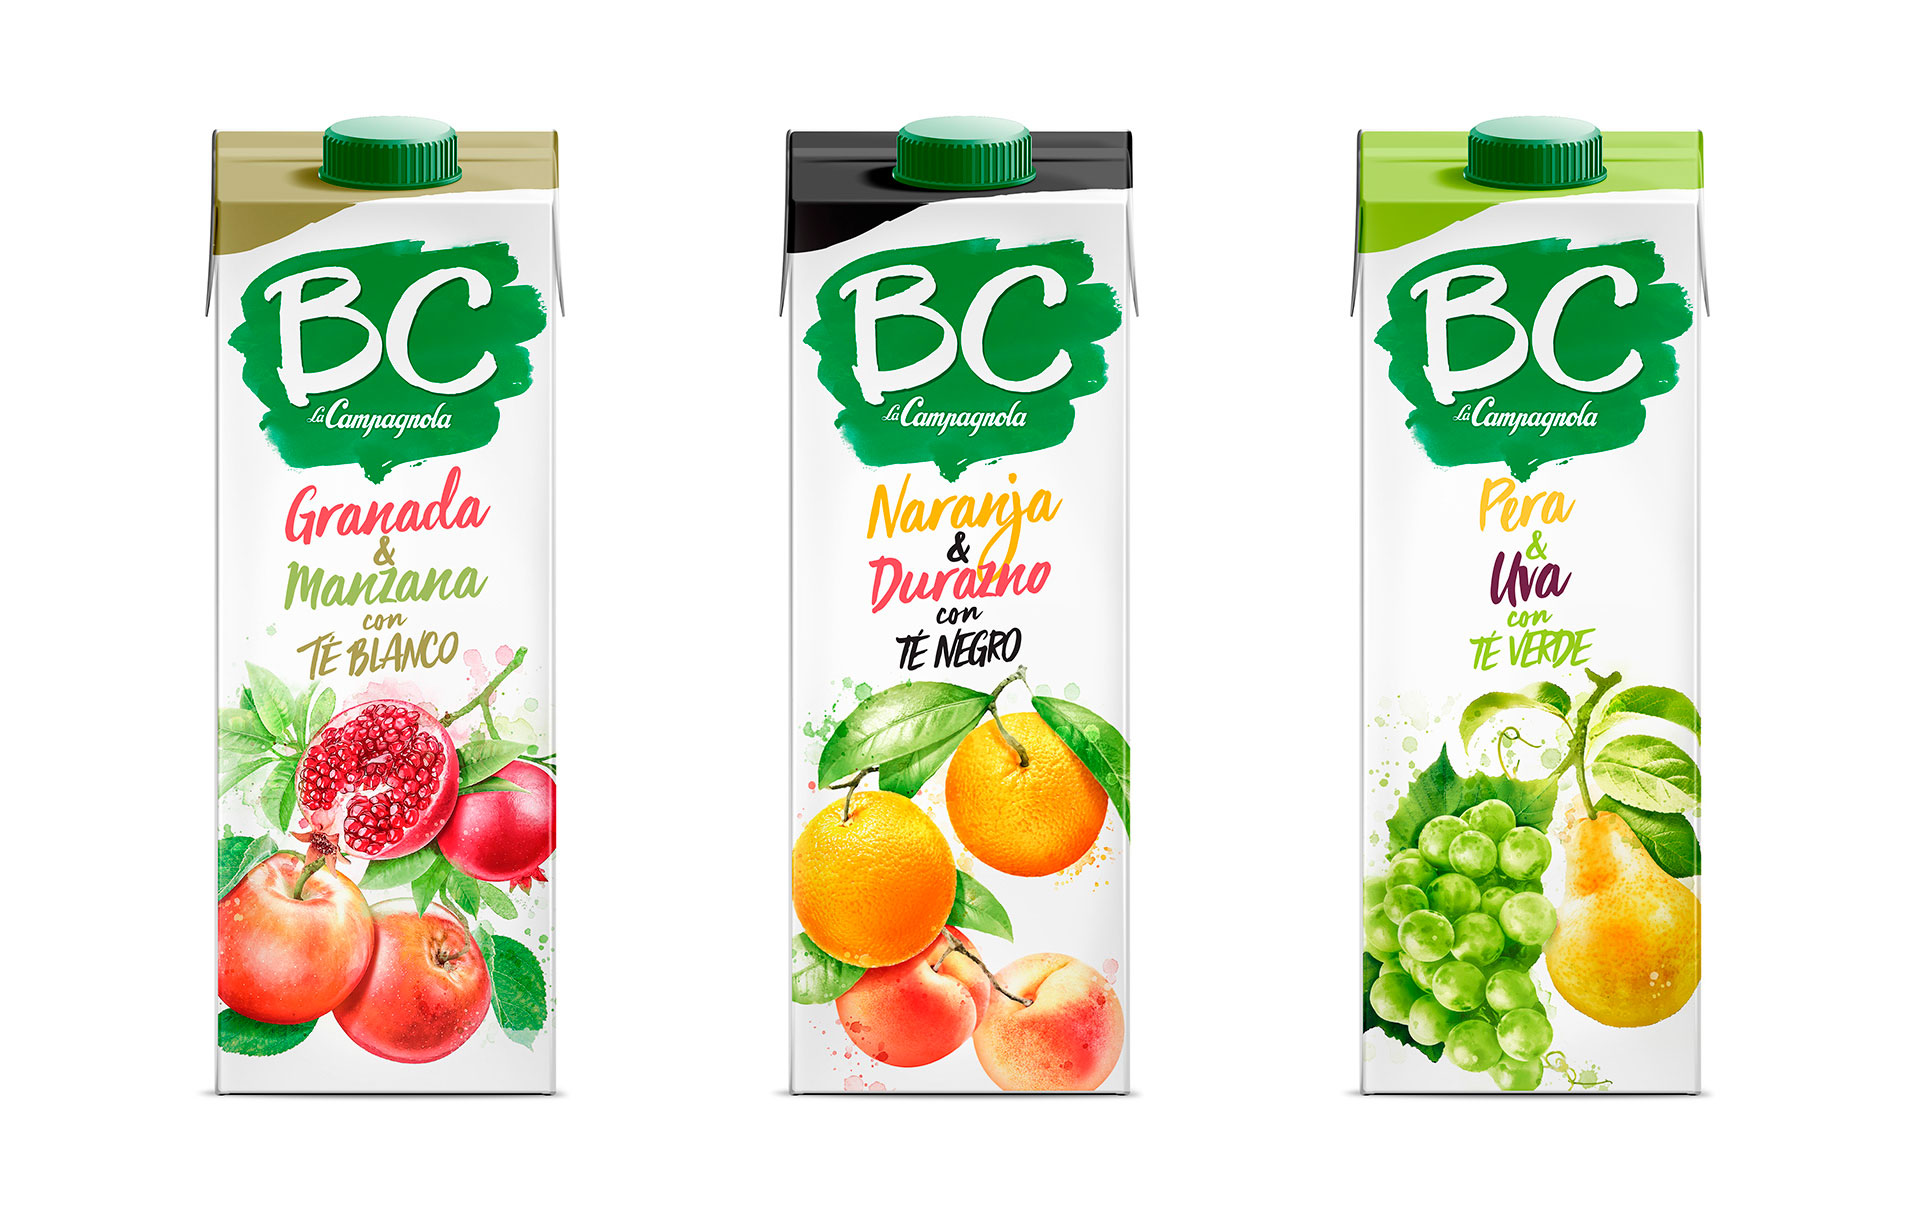 BC
La Campagnola
Granada
&
Manzana
con
TÉ BLANCO
BC
La Campagnola
Naranja
&
Durazno
con
TÉ NEGRO
BC
La Campagnola
Pera
&
Uva
con
TÉ VERDE